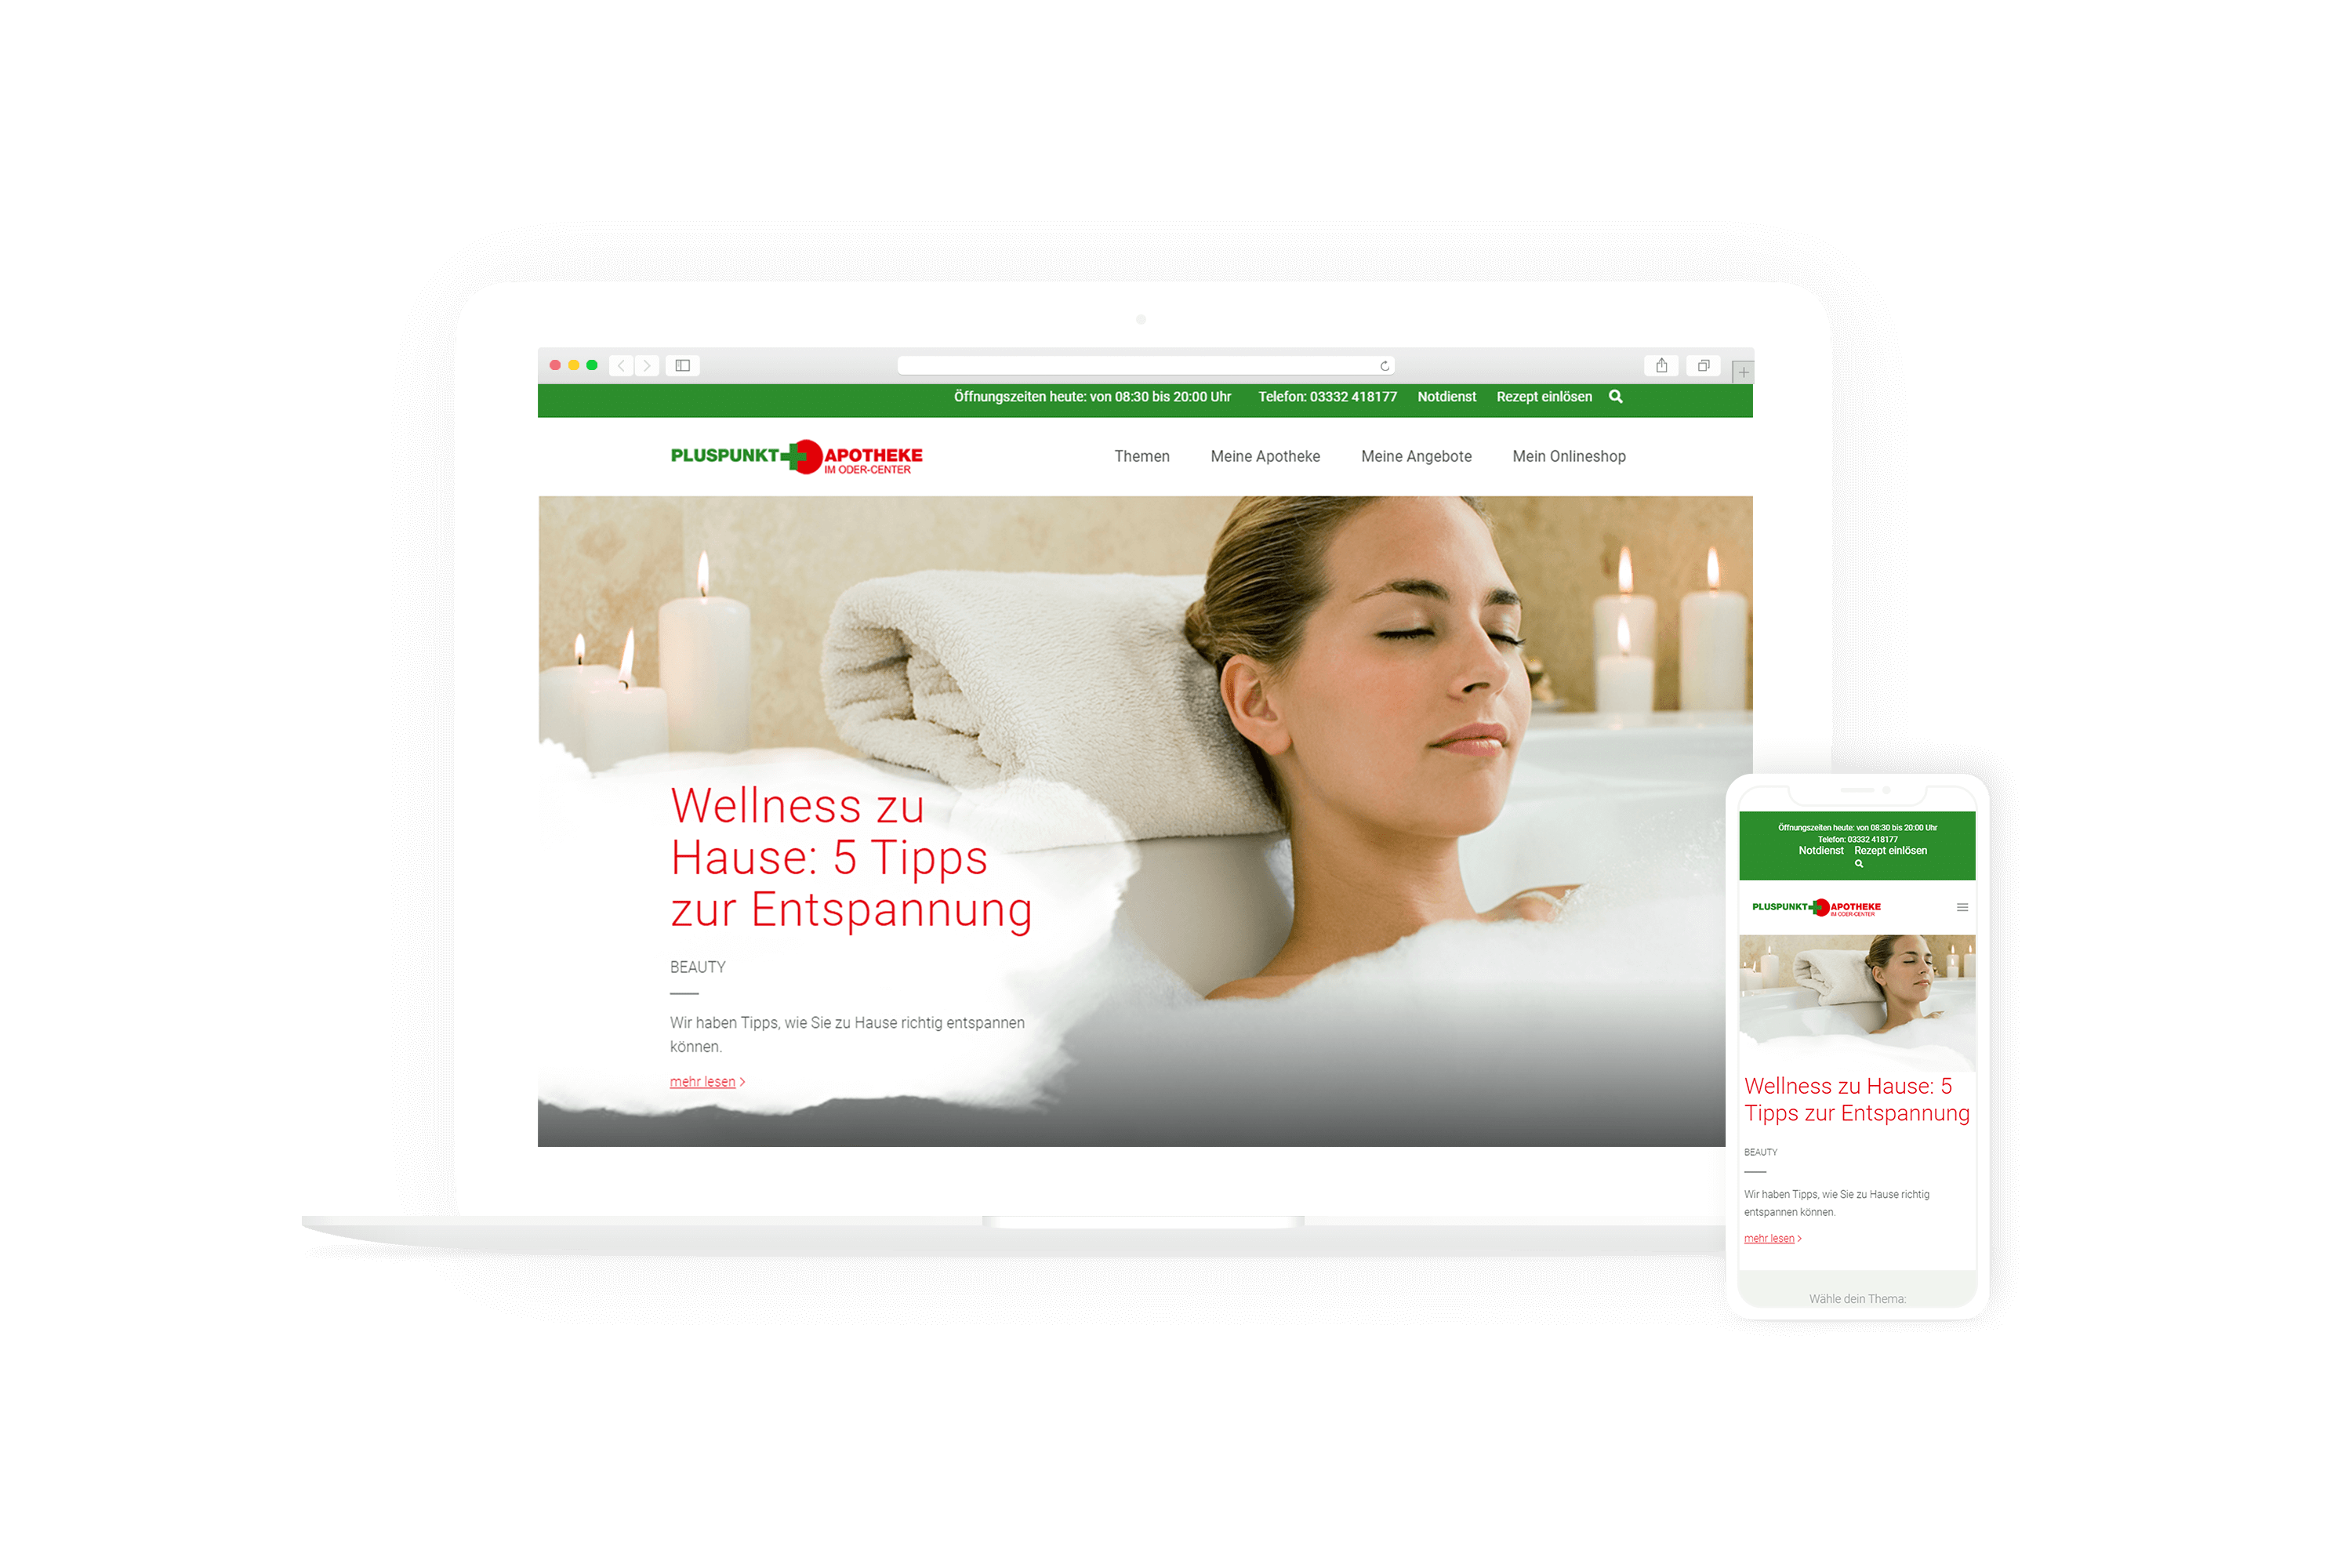 Öffnungszeiten heute: von 08:30 bis 20:00 Uhr Telefon: 03332 418177 Notdienst Rezept einlösen
PLUSPUNKT APOTHEKE
IM ODER-CENTER
Themen Meine Apotheke Meine Angebote Mein Onlineshop
Wellness zu
Hause: 5 Tipps
zur Entspannung
BEAUTY
Wir haben Tipps, wie Sie zu Hause richtig entspannen
können.
mehr lesen
Öffnungszeiten heute: von 08:30 bis 20:00 Uhr
Telefon: 03332 418177
Notdienst Rezept einlösen
PLUSPUNKT APOTHEKE
IM ODER-CENTER
Wellness zu Hause: 5
Tipps zur Entspannung
BEAUTY
Wir haben Tipps, wie Sie zu Hause richtig
entspannen können.
mehr lesen
Wähle dein Thema: